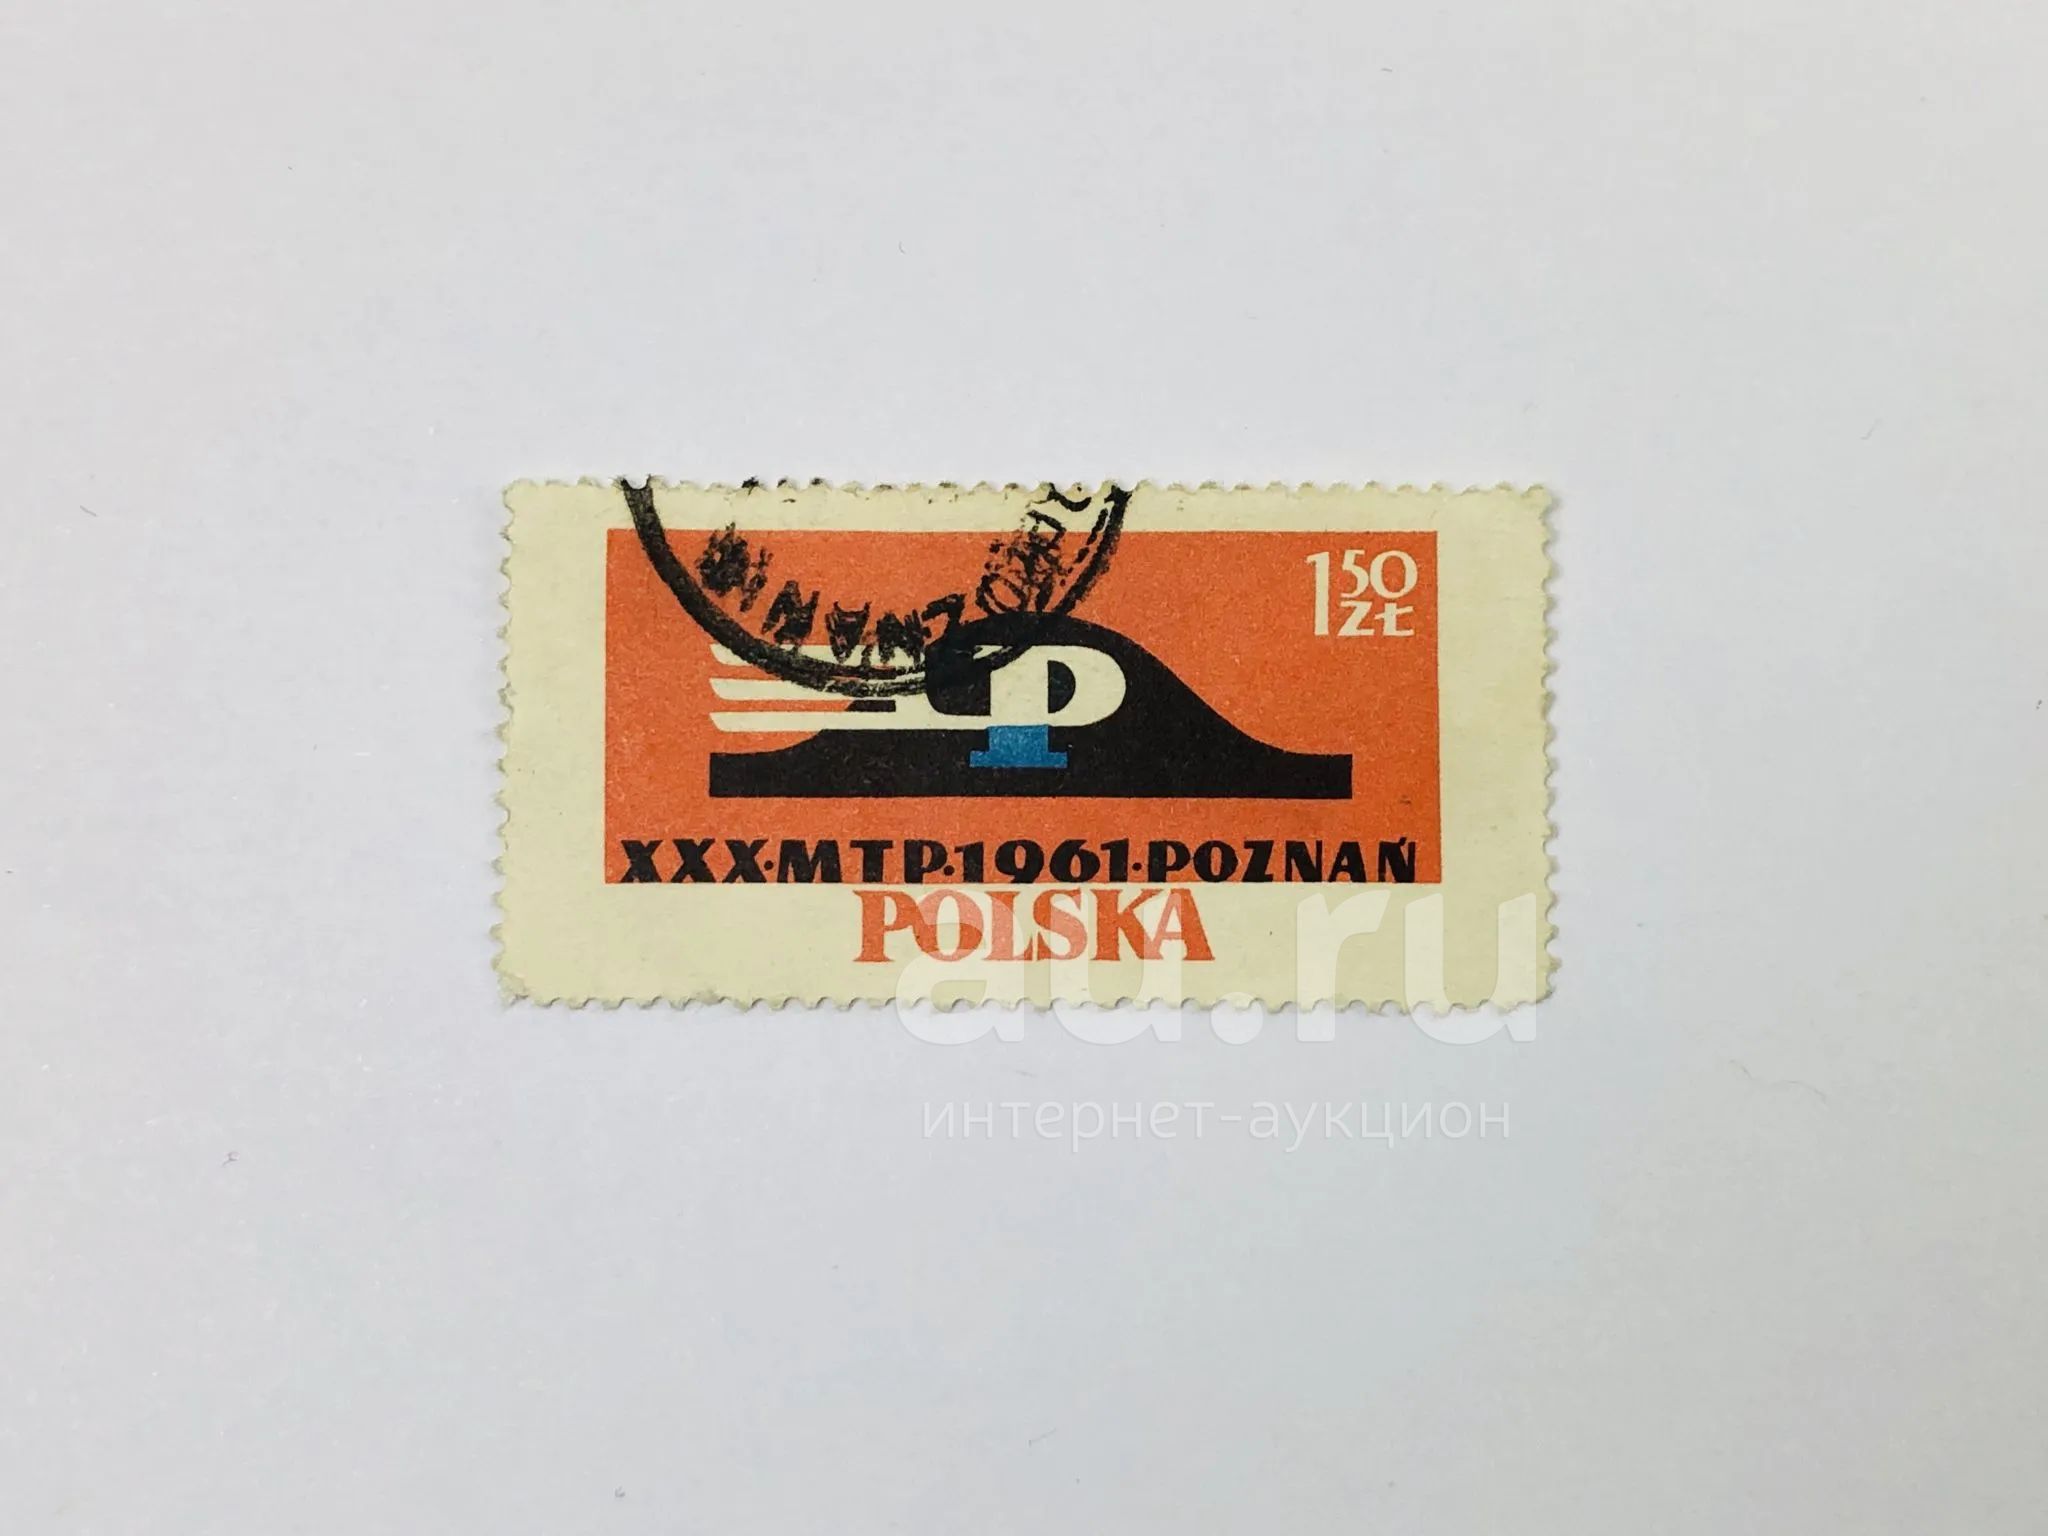 1 50 ZŁ
P
XXX·MTP·1961·POZNAŃ
POLSKA
au.ru
интернет-аукцион